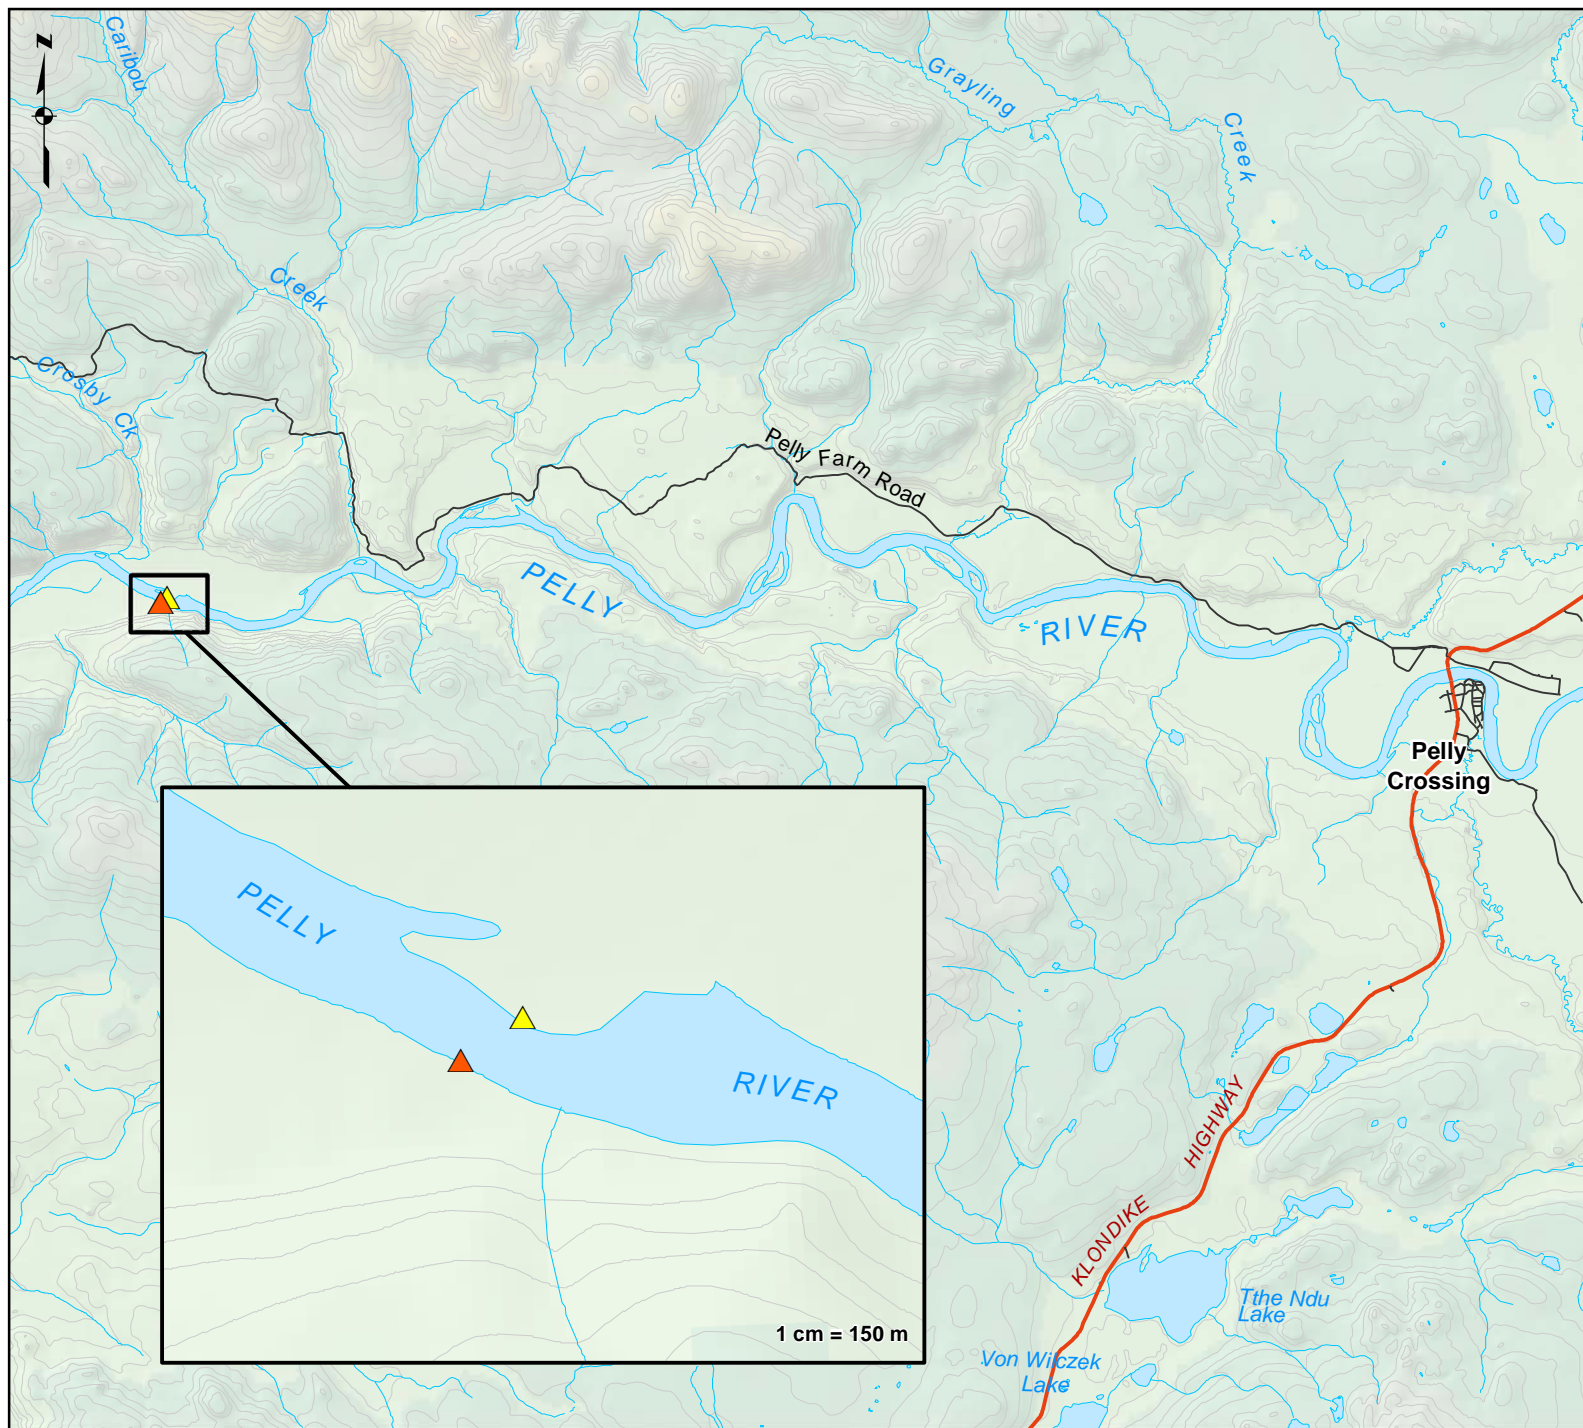 N
Caribou
Creek
Grayling
Creek
Crosby Ck
Pelly Farm Road
PELLY
RIVER
Pelly
Crossing
PELLY
RIVER
1 cm = 150 m
KLONDIKE HIGHWAY
Tthe Ndu
Lake
Von Wilczek
Lake